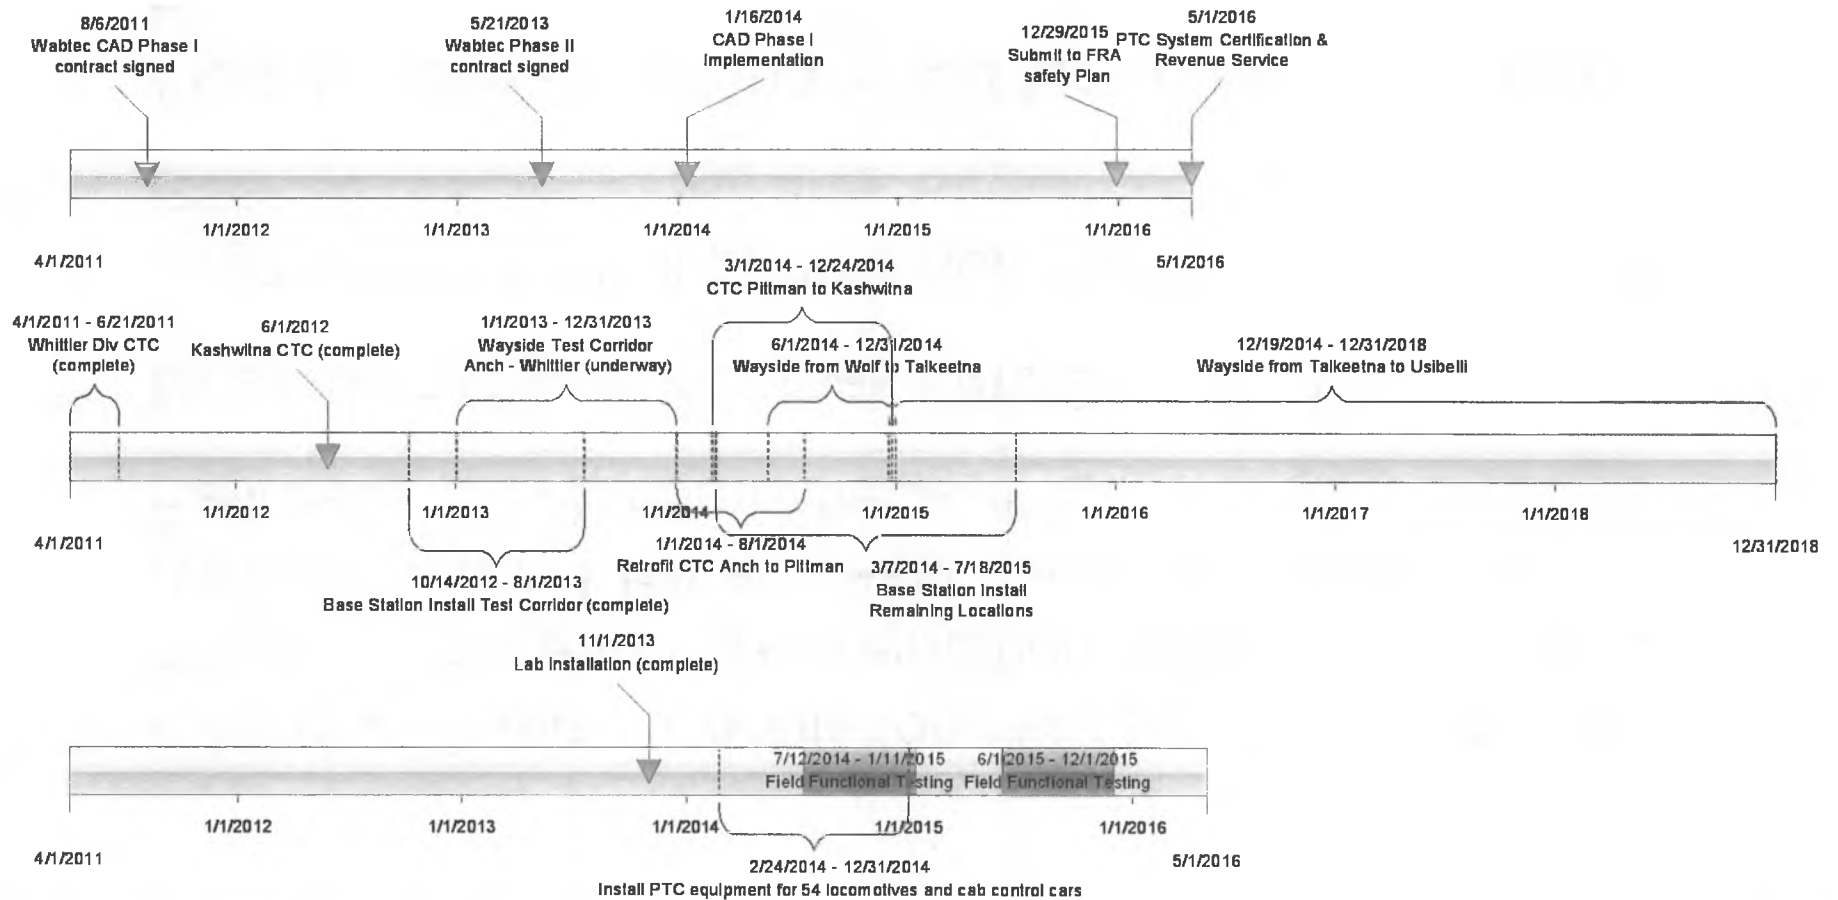 8/6/2011
Wabtec CAD Phase I
contract signed
5/21/2013
Wabtec Phase II
contract signed
1/16/2014
CAD Phase I
Implementation
12/29/2015
Submit to FRA
safety Plan
5/1/2016
PTC System Certification &
Revenue Service
1/1/2012
1/1/2013
1/1/2014
1/1/2015
1/1/2016
4/1/2011
5/1/2016
3/1/2014 - 12/24/2014
CTC Pittman to Kashwitna
4/1/2011 - 6/21/2011
Whittier Div CTC
(complete)
6/1/2012
Kashwitna CTC (complete)
1/1/2013 - 12/31/2013
Wayside Test Corridor
Anch - Whittier (underway)
6/1/2014 - 12/31/2014
Wayside from Wolf to Talkeetna
12/19/2014 - 12/31/2018
Wayside from Talkeetna to Usibelli
1/1/2012
1/1/2013
1/1/2014
1/1/2015
1/1/2016
1/1/2017
1/1/2018
4/1/2011
12/31/2018
10/14/2012 - 8/1/2013
Base Station Install Test Corridor (complete)
1/1/2014 - 8/1/2014
Retrofit CTC Anch to Pittman
3/7/2014 - 7/18/2015
Base Station Install
Remaining Locations
11/1/2013
Lab Installation (complete)
7/12/2014 - 1/11/2015
Field Functional Testing
6/1/2015 - 12/1/2015
Field Functional Testing
1/1/2012
1/1/2013
1/1/2014
1/1/2015
1/1/2016
4/1/2011
5/1/2016
2/24/2014 - 12/31/2014
Install PTC equipment for 54 locomotives and cab control cars